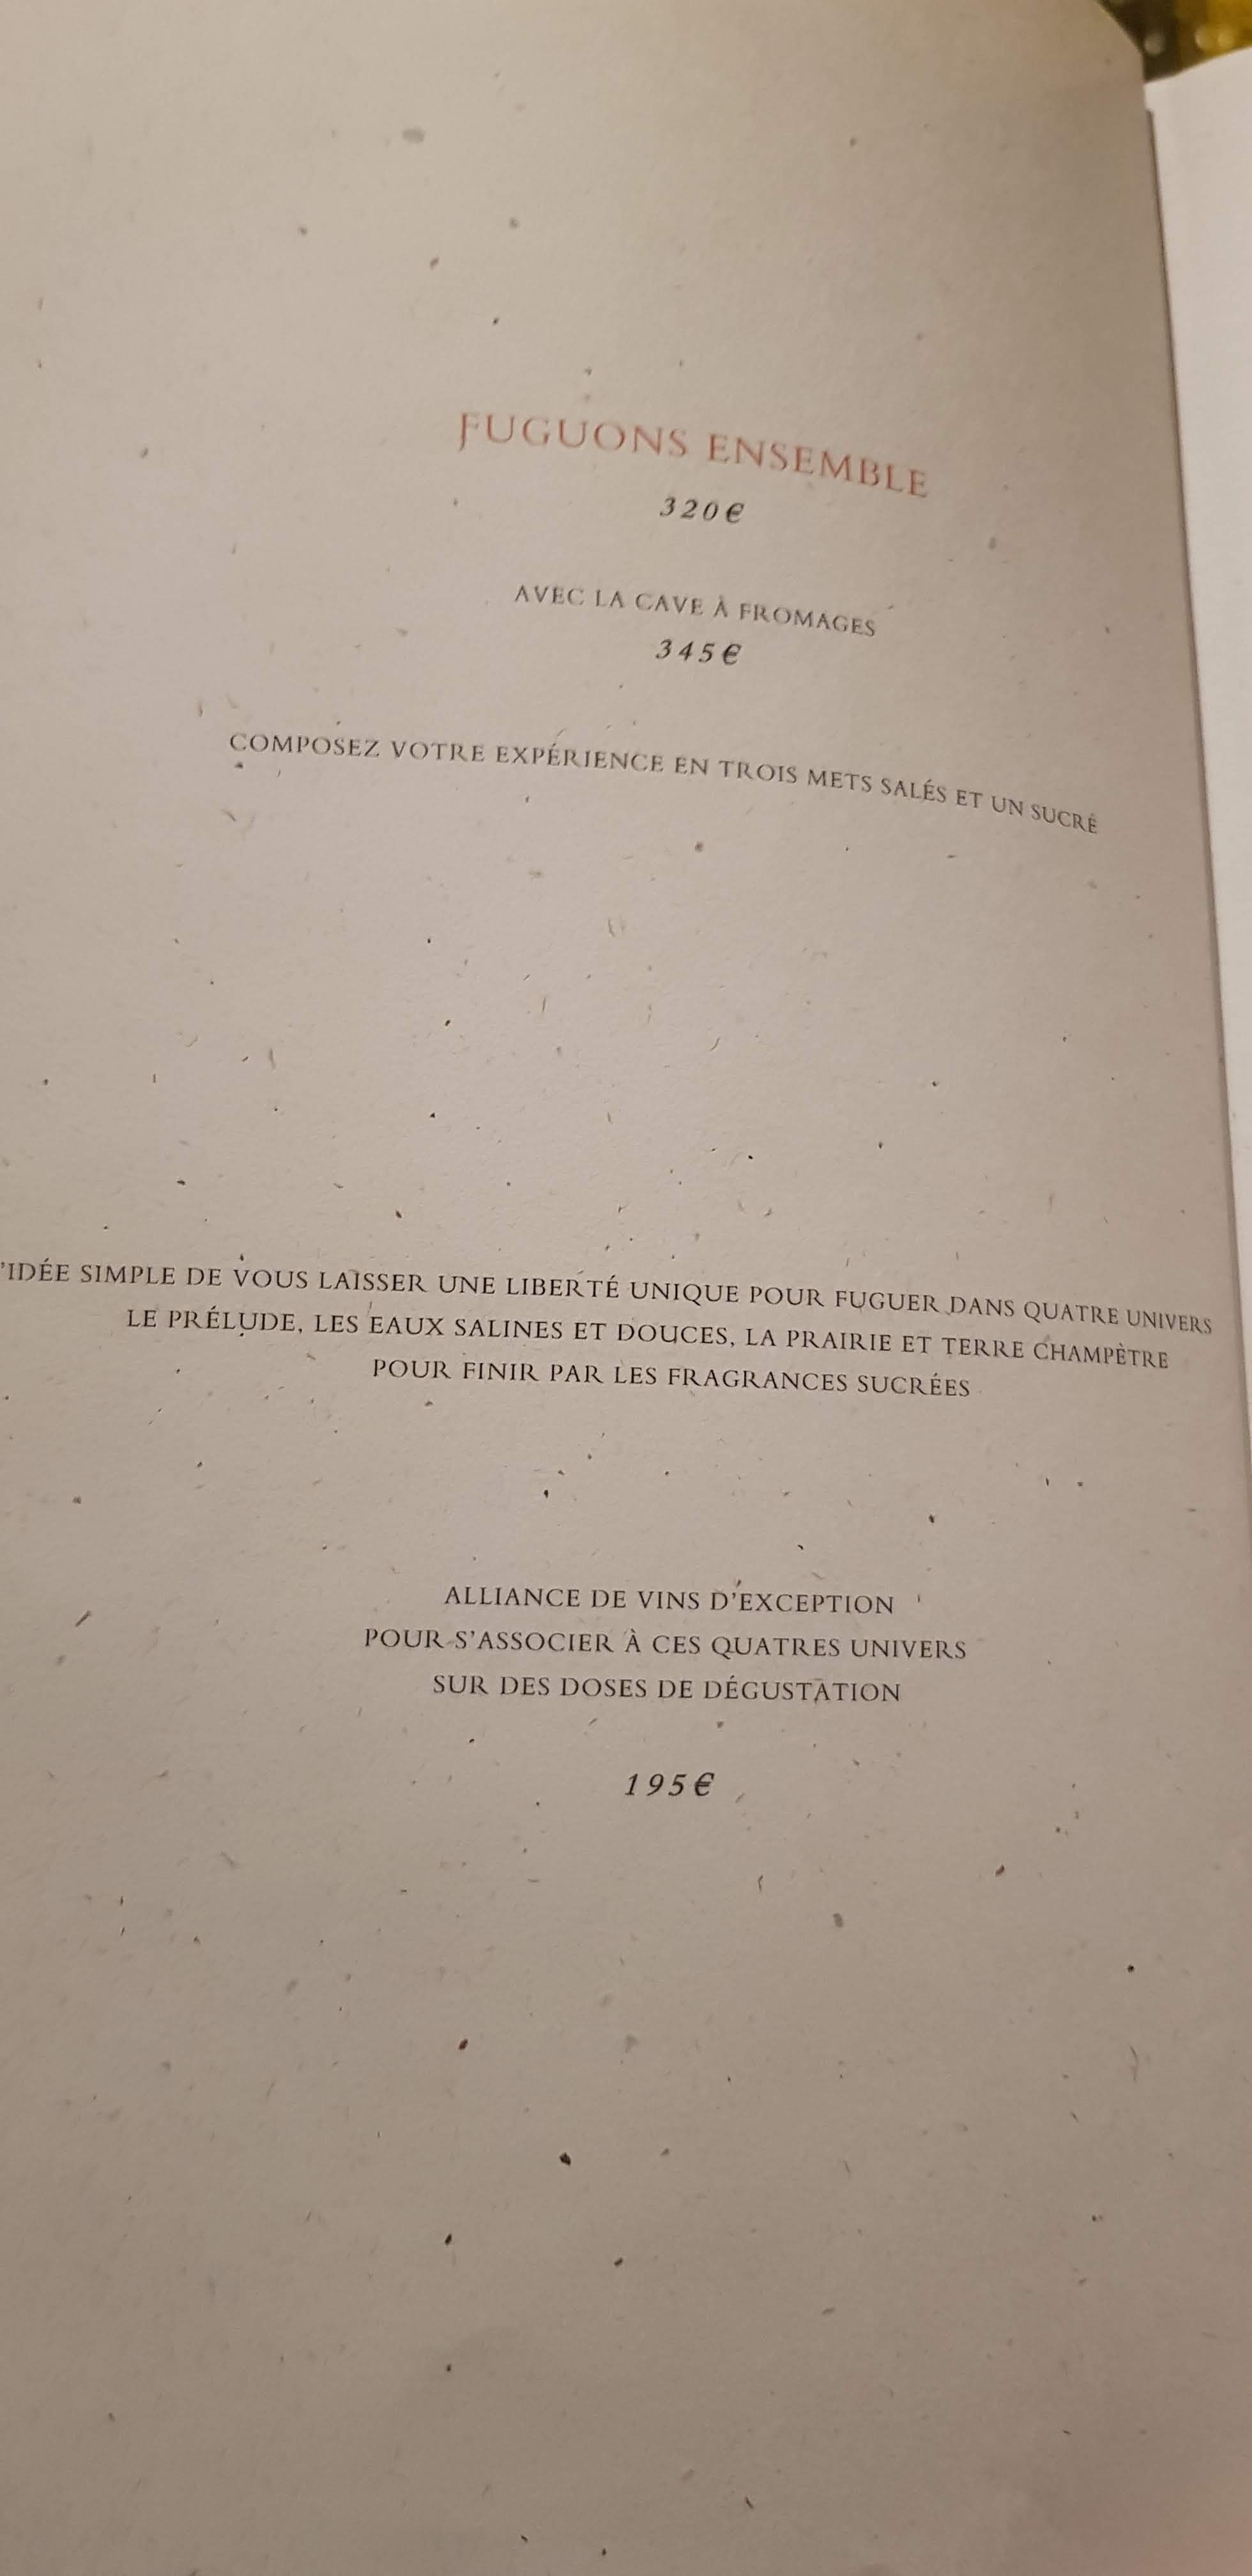 FUGUONS ENSEMBLE
320€
AVEC LA CAVE À FROMAGES
345€
COMPOSEZ VOTRE EXPÉRIENCE EN TROIS METS SALÉS ET UN SUCRÉ
'IDÉE SIMPLE DE VOUS LAISSER UNE LIBERTÉ UNIQUE POUR FUGUER DANS QUATRE UNIVERS
LE PRÉLUDE, LES EAUX SALINES ET DOUCES, LA PRAIRIE ET TERRE CHAMPÈTRE
POUR FINIR PAR LES FRAGRANCES SUCRÉES
ALLIANCE DE VINS D'EXCEPTION
POUR S'ASSOCIER À CES QUATRES UNIVERS
SUR DES DOSES DE DÉGUSTATION
195€